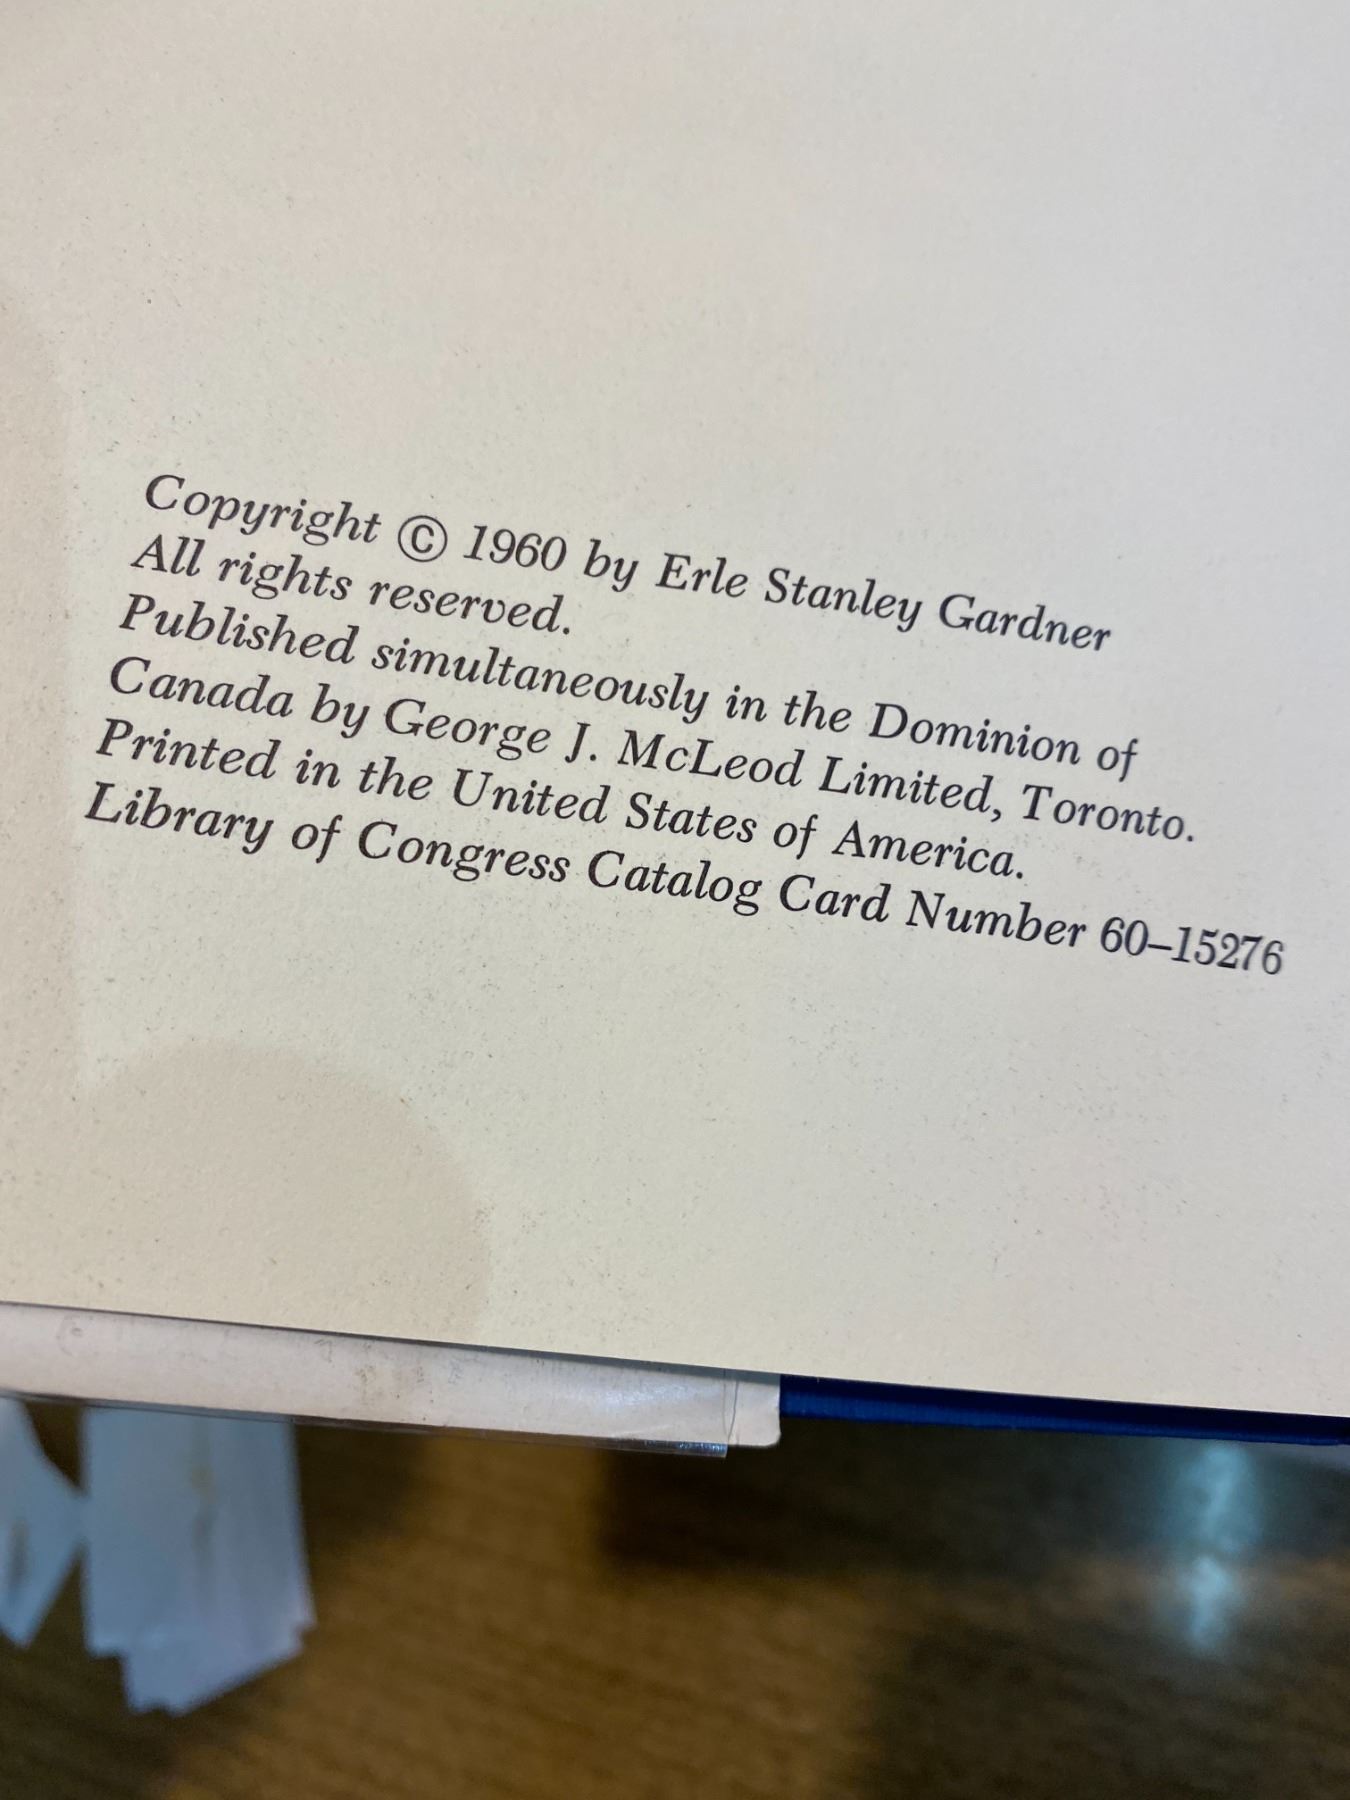 Copyright © 1960 by Erle Stanley Gardner
All rights reserved.
Published simultaneously in the Dominion of
Canada by George J. McLeod Limited, Toronto.
Printed in the United States of America.
Library of Congress Catalog Card Number 60–15276